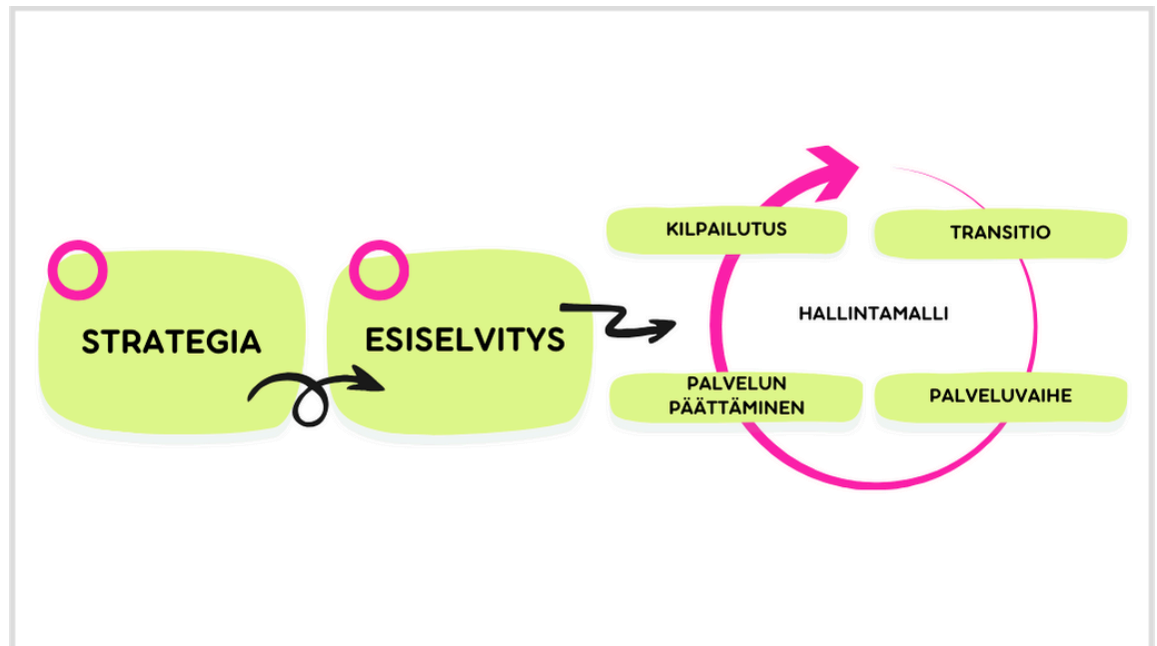 STRATEGIA
ESISELVITYS
KILPAILUTUS
TRANSITIO
HALLINTAMALLI
PALVELUN
PÄÄTTÄMINEN
PALVELUVAIHE